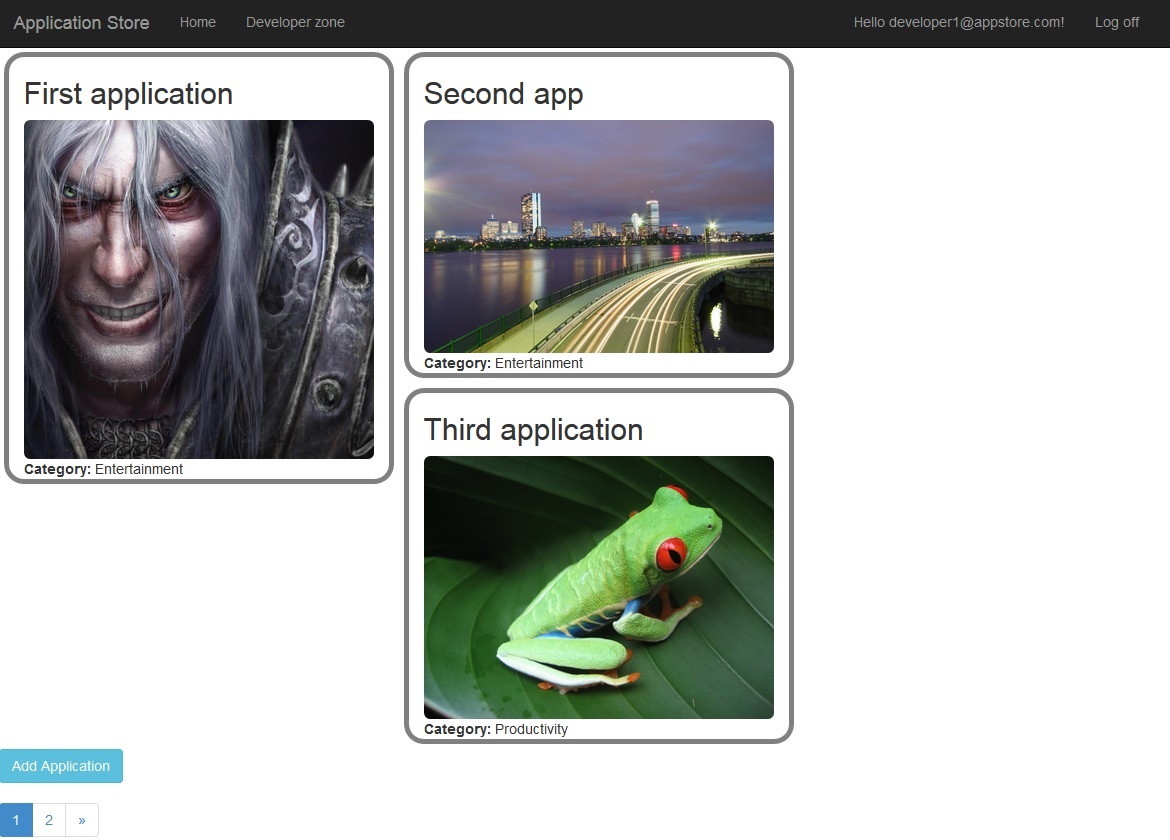 Application Store Home Developer zone Hello developer1@appstore.com! Log off
First application
Category: Entertainment
Second app
Category: Entertainment
Third application
Category: Productivity
Add Application
1 2 »